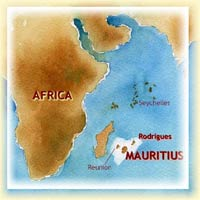 AFRICA
Seychelles
Rodrigues
MAURITIUS
Reunion